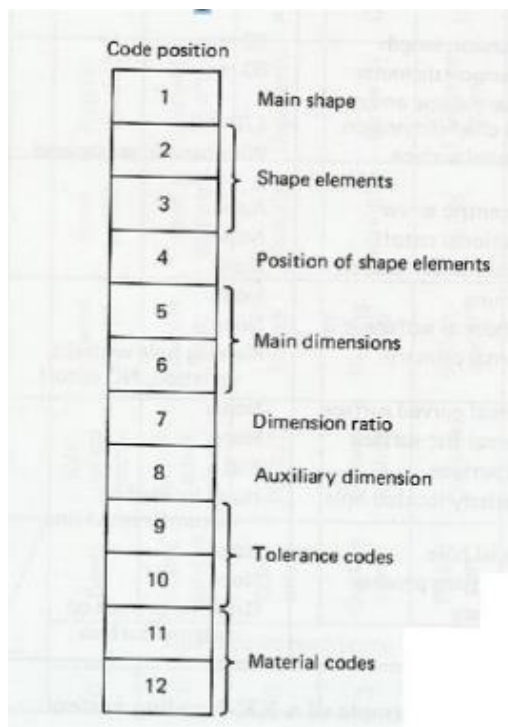 Code position
1 Main shape
2
Shape elements
3
4 Position of shape elements
5
Main dimensions
6
7 Dimension ratio
8 Auxiliary dimension
9
Tolerance codes
10
11
Material codes
12